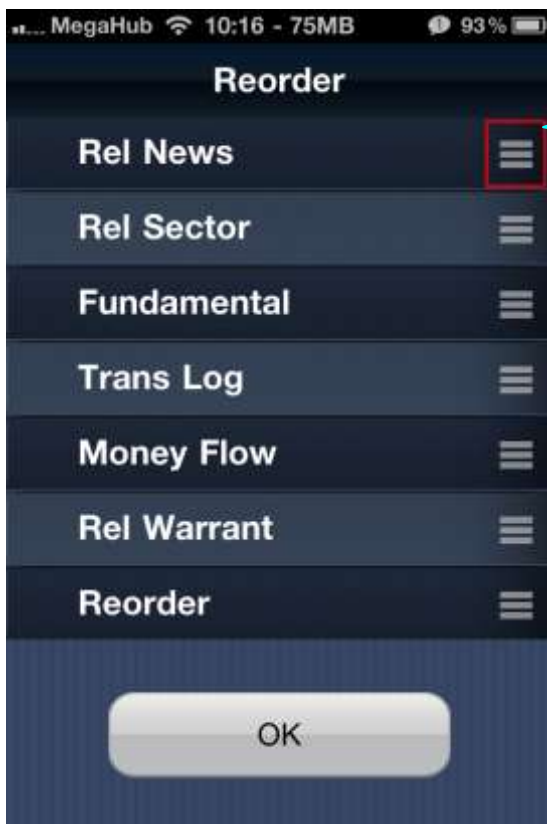 MegaHub 10:16 - 75MB 93%
Reorder
Rel News
Rel Sector
Fundamental
Trans Log
Money Flow
Rel Warrant
Reorder
OK